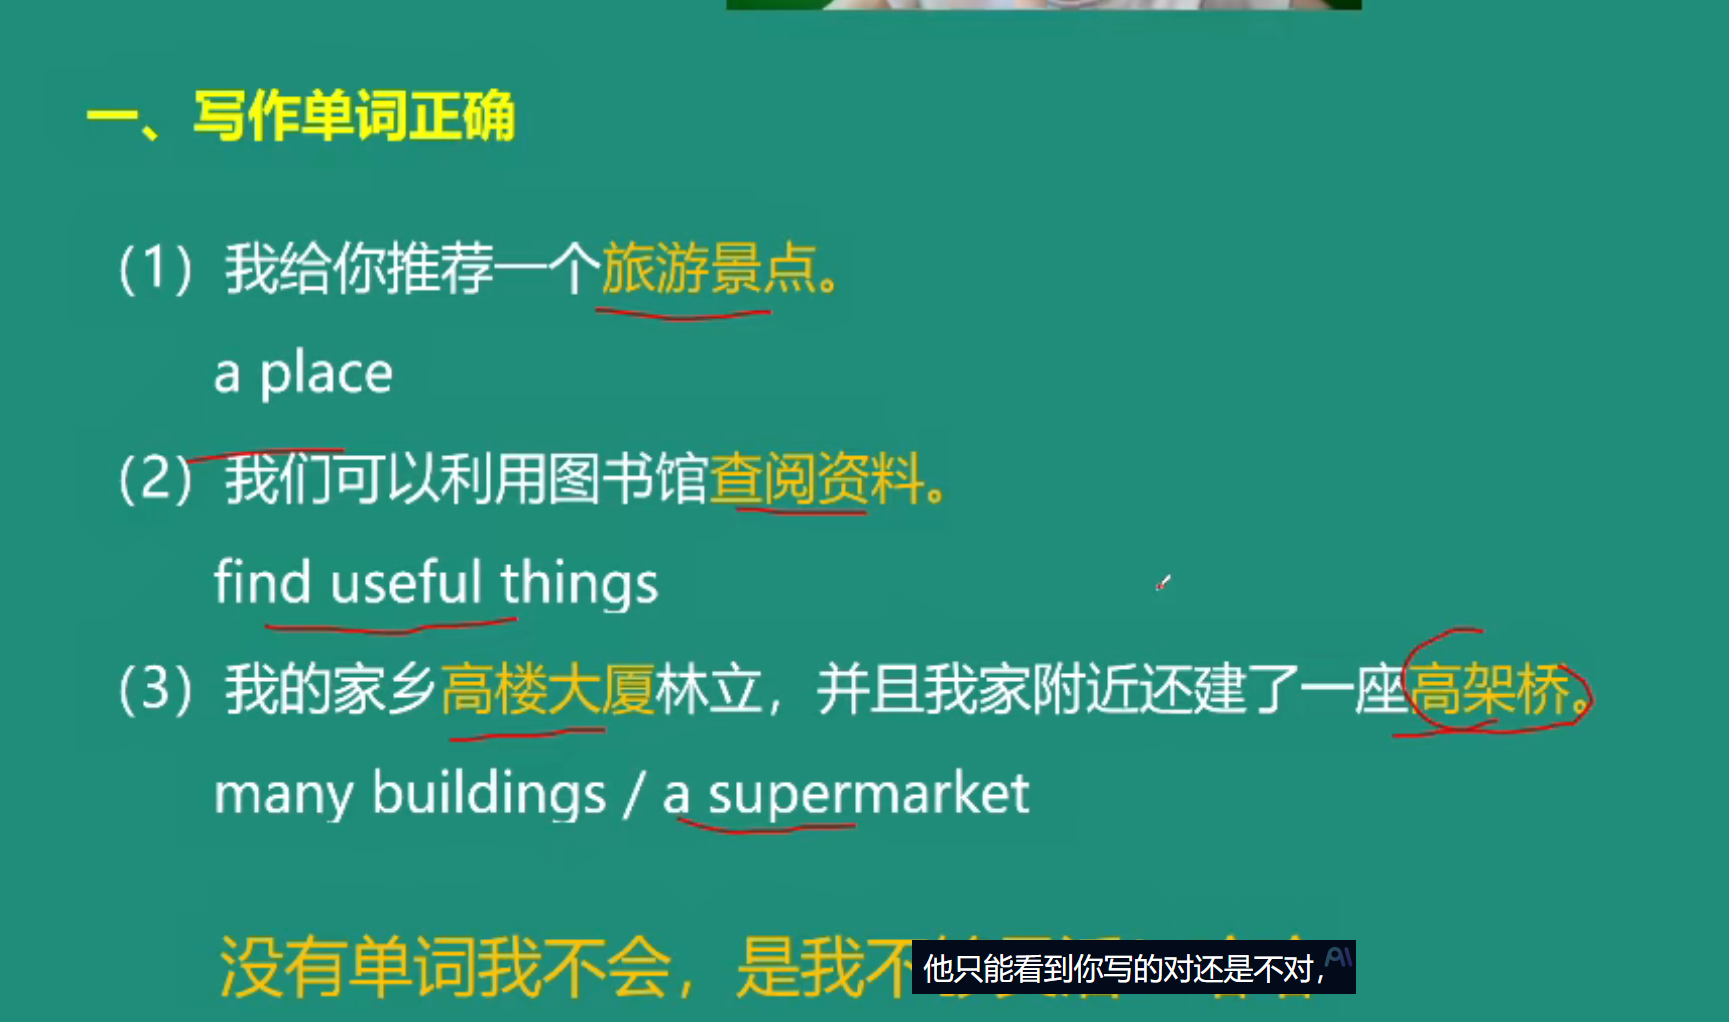 一、写作单词正确
（1）我给你推荐一个旅游景点。
a place
（2）我们可以利用图书馆查阅资料。
find useful things
（3）我的家乡高楼大厦林立，并且我家附近还建了一座高架桥。
many buildings / a supermarket
没有单词我不会，是我不
他只能看到你写的对还是不对，